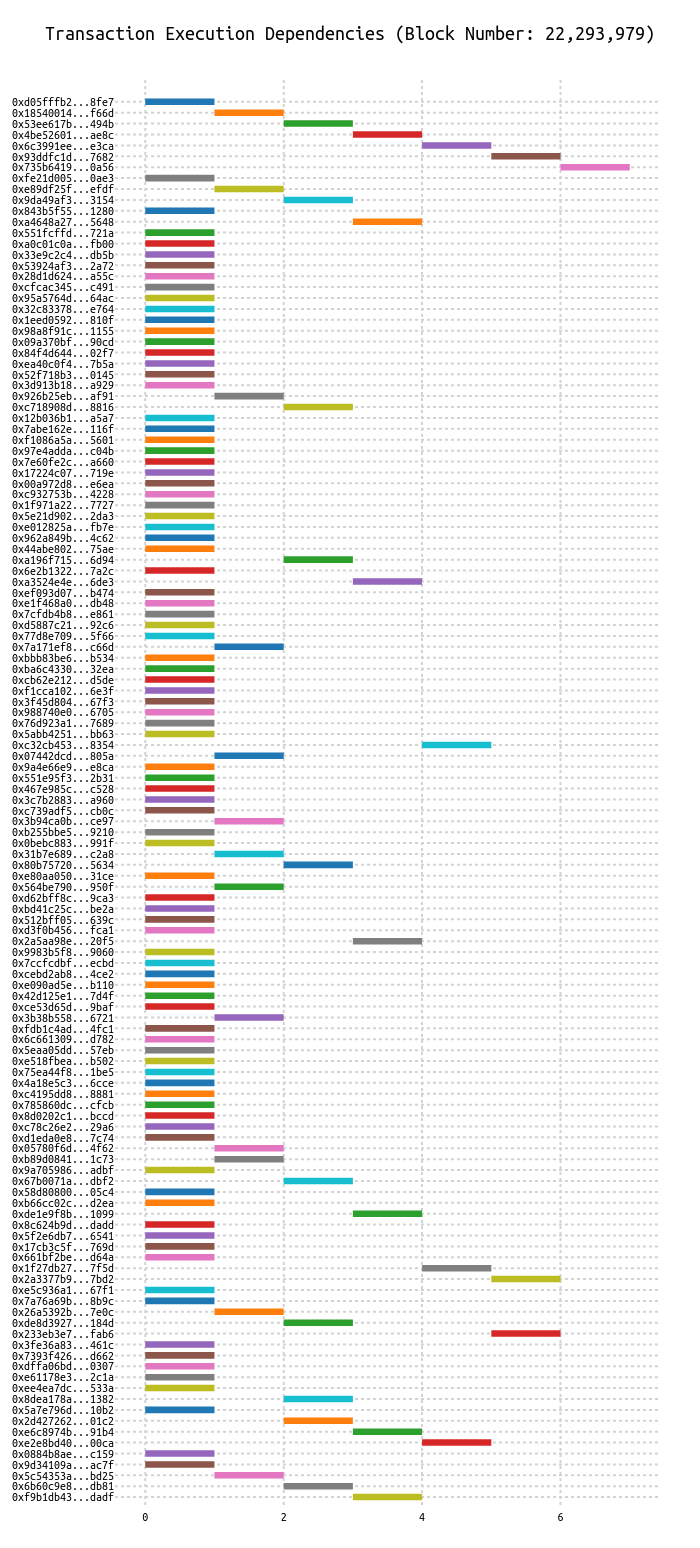 Transaction Execution Dependencies (Block Number: 22,293,979)
0xd05fffb2...8fe7
0x18540014...f66d
0x53ee617b...494b
0x4be52601...ae8c
0x6c3991ee...e3ca
0x93ddfc1d...7682
0x735b6419...0a56
0xfe21d005...0ae3
0xe89df25f...efdf
0x9da49af3...3154
0x843b5f55...1280
0xa4648a27...5648
0x551fcffd...721a
0xa0c01c0a...fb00
0x33e9c2c4...db5b
0x53924af3...2a72
0x28d1d624...a55c
0xcfcac345...c491
0x95a5764d...64ac
0x32c83378...e764
0x1eed0592...810f
0x98a8f91c...1155
0x09a370bf...90cd
0x84f4d644...02f7
0xea40c0f4...7b5a
0x52f718b3...0145
0x3d913b18...a929
0x926b25eb...af91
0xc718908d...8816
0x12b036b1...a5a7
0x7abe162e...116f
0xf1086a5a...5601
0x97e4adda...c04b
0x7e60fe2c...a660
0x17224c07...719e
0x00a972d8...e6ea
0xc932753b...4228
0x1f971a22...7727
0x5e21d902...2da3
0xe012825a...fb7e
0x962a849b...4c62
0x44abe802...75ae
0xa196f715...6d94
0x6e2b1322...7a2c
0xa3524e4e...6de3
0xef093d07...b474
0xe1f468a0...db48
0x7cfdb4b8...e861
0xd5887c21...92c6
0x77d8e709...5f66
0x7a171ef8...c66d
0xbbb83be6...b534
0xba6c4330...32ea
0xcb62e212...d5de
0xf1cca102...6e3f
0x3f45d804...67f3
0x988740e0...6705
0x76d923a1...7689
0x5abb4251...bb63
0xc32cb453...8354
0x07442dcd...805a
0x9a4e66e9...e8ca
0x551e95f3...2b31
0x467e985c...c528
0x3c7b2883...a960
0xc739adf5...cb0c
0x3b94ca0b...ce97
0xb255bbe5...9210
0x0bebc883...991f
0x31b7e689...c2a8
0x80b75720...5634
0xe80aa050...31ce
0x564be790...950f
0xd62bff8c...9ca3
0xbd41c25c...be2a
0x512bff05...639c
0xd3f0b456...fca1
0x2a5aa98e...20f5
0x9983b5f8...9060
0x7ccfcdbf...ecbd
0xcebd2ab8...4ce2
0xe090ad5e...b110
0x42d125e1...7d4f
0xce53d65d...9baf
0x3b38b558...6721
0xfdb1c4ad...4fc1
0x6c661309...d782
0x5eaa05dd...57eb
0xe518fbea...b502
0x75ea44f8...1be5
0x4a18e5c3...6cce
0xc4195dd8...8881
0x785860dc...cfcb
0x8d0202c1...bccd
0xc78c26e2...29a6
0xd1eda0e8...7c74
0x05780f6d...4f62
0xb89d0841...1c73
0x9a705986...adbf
0x67b0071a...dbf2
0x58d80800...05c4
0xb66cc02c...d2ea
0xde1e9f8b...1099
0x8c624b9d...dadd
0x5f2e6db7...6541
0x17cb3c5f...769d
0x661bf2be...d64a
0x1f27db27...7f5d
0x2a3377b9...7bd2
0xe5c936a1...67f1
0x7a76a69b...8b9c
0x26a5392b...7e0c
0xde8d3927...184d
0x233eb3e7...fab6
0x3fe36a83...461c
0x7393f426...d662
0xdffa06bd...0307
0xe61178e3...2c1a
0xee4ea7dc...533a
0x8dea178a...1382
0x5a7e796d...10b2
0x2d427262...01c2
0xe6c8974b...91b4
0xe2e8bd40...00ca
0x0884b8ae...c159
0x9d34109a...ac7f
0x5c54353a...bd25
0x6b60c9e8...db81
0xf9b1db43...dadf
0 2 4 6